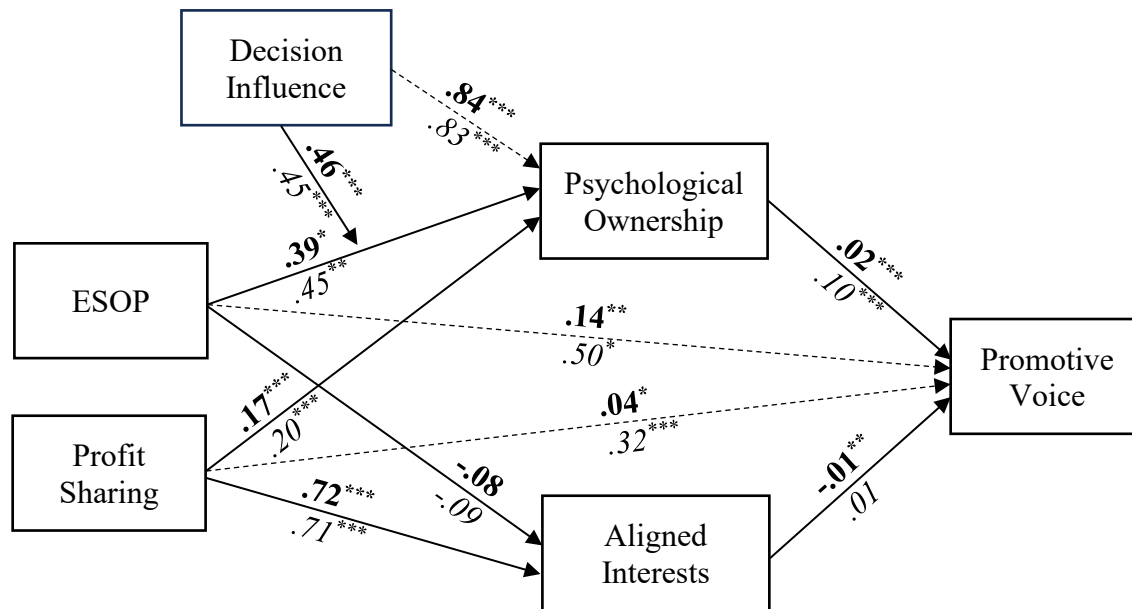 Decision
Influence
.84***
.83***
.46***
.45***
Psychological
Ownership
.39*
.45**
ESOP
.02***
.10***
.14**
.50*
Promotive
Voice
.17***
.20***
.04*
.32***
Profit
Sharing
-.08
-.09
.72***
.71***
-.01**
.01
Aligned
Interests